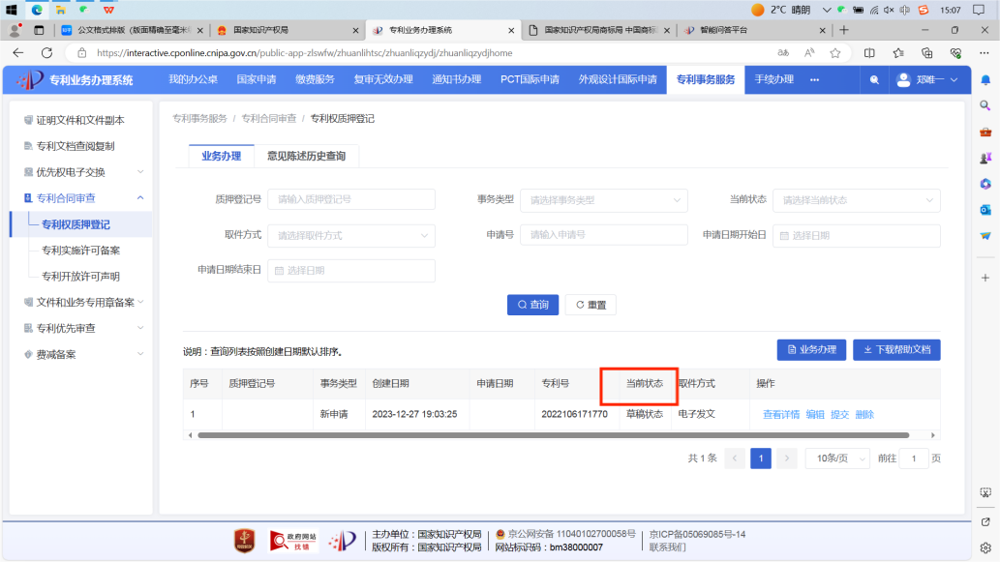 2°C 晴朗
15:07
公文格式排版（版面精确至毫米
国家知识产权局
专利业务办理系统
国家知识产权局商标局 中国商标
智能问答平台
https://interactive.cponline.cnipa.gov.cn/public-app-zlswfw/zhuanlihtsc/zhuanliqzydj/zhuanliqzydjhome
专利业务办理系统
我的办公桌 国家申请 缴费服务 复审无效办理 通知书办理 PCT国际申请 外观设计国际申请 专利事务服务 手续办理 ••• 郑唯一
证明文件和文件副本
专利文档查阅复制
优先权电子交换
专利合同审查
专利权质押登记
专利实施许可备案
专利开放许可声明
文件和业务专用章备案
专利优先审查
费减备案
专利事务服务 / 专利合同审查 / 专利权质押登记
业务办理 意见陈述历史查询
质押登记号 请输入质押登记号 事务类型 请选择事务类型 当前状态 请选择当前状态
取件方式 请选择取件方式 申请号 请输入申请号 申请日期开始日 选择日期
申请日期结束日 选择日期
查询 重置
说明：查询列表按照创建日期默认排序。
业务办理 下载帮助文档
序号 质押登记号 事务类型 创建日期 申请日期 专利号 当前状态 取件方式 操作
1 新申请 2023-12-27 19:03:25 2022106171770 草稿状态 电子发文 查看详情 编辑 提交 删除
共 1 条 1 10条/页 前往 1 页
政府网站
找错
主办单位：国家知识产权局 京公网安备 11040102700058号 京ICP备05069085号-14
版权所有：国家知识产权局 网站标识码：bm38000007 联系我们